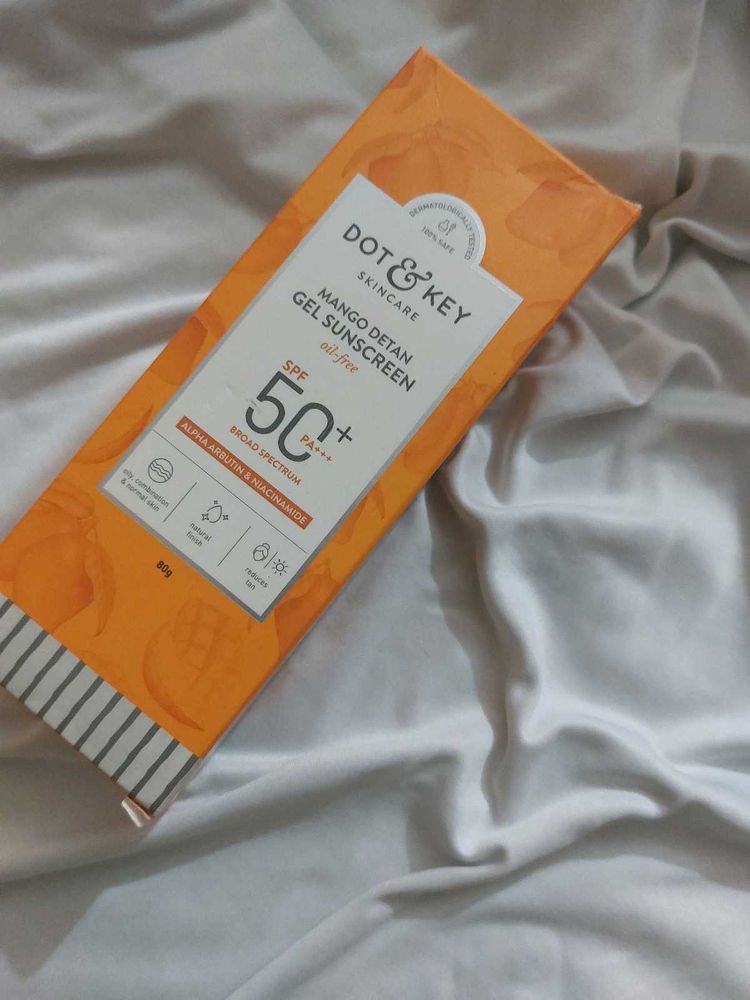 DERMATOLOGICALLY TESTED
100% SAFE
DOT & KEY
SKINCARE
MANGO DETAN
GEL SUNSCREEN
oil-free
SPF
50+
PA+++
BROAD SPECTRUM
ALPHA ARBUTIN & NIACINAMIDE
oily, combination
& normal skin
natural
finish
reduces
tan
80g